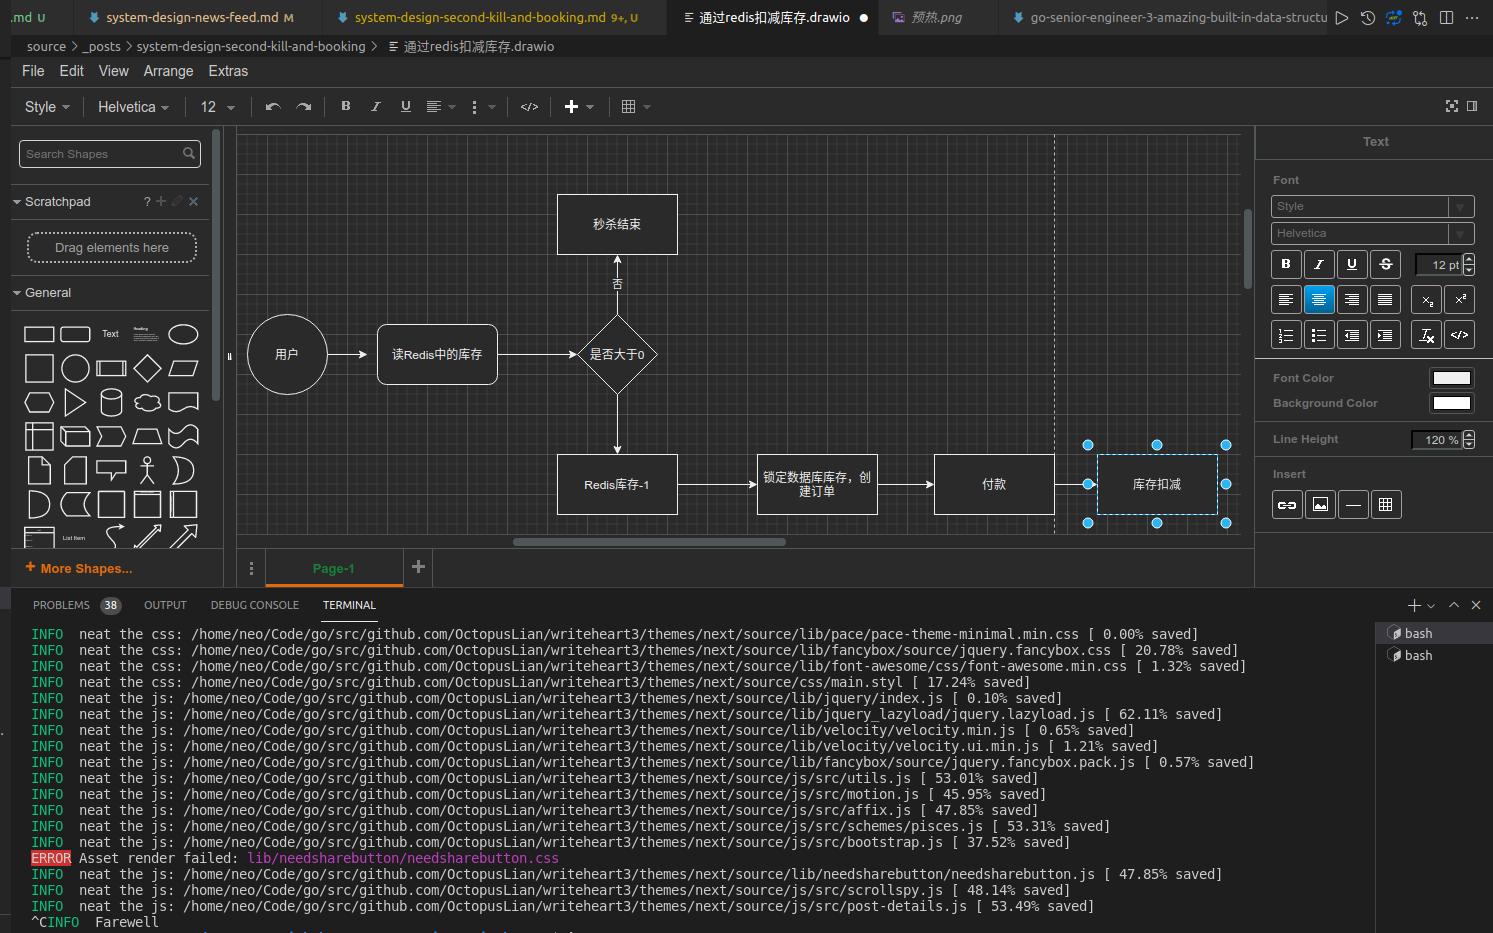 .md U
system-design-news-feed.md M
system-design-second-kill-and-booking.md 9+, U
通过redis扣减库存.drawio
预热.png
go-senior-engineer-3-amazing-built-in-data-structu
source > _posts > system-design-second-kill-and-booking > 通过redis扣减库存.drawio
File Edit View Arrange Extras
Style Helvetica 12 B I U </>
Search Shapes
Scratchpad ?
Drag elements here
General
Text
Heading
List Item
+ More Shapes...
秒杀结束
否
用户
读Redis中的库存
是否大于0
Redis库存-1
锁定数据库库存，创
建订单
付款
库存扣减
Page-1
Text
Font
Style
Helvetica
B I U S 12 pt
Font Color
Background Color
Line Height 120 %
Insert
PROBLEMS 38 OUTPUT DEBUG CONSOLE TERMINAL
bash
bash
INFO neat the css: /home/neo/Code/go/src/github.com/OctopusLian/writeheart3/themes/next/source/lib/pace/pace-theme-minimal.min.css [ 0.00% saved]
INFO neat the css: /home/neo/Code/go/src/github.com/OctopusLian/writeheart3/themes/next/source/lib/fancybox/source/jquery.fancybox.css [ 20.78% saved]
INFO neat the css: /home/neo/Code/go/src/github.com/OctopusLian/writeheart3/themes/next/source/lib/font-awesome/css/font-awesome.min.css [ 1.32% saved]
INFO neat the css: /home/neo/Code/go/src/github.com/OctopusLian/writeheart3/themes/next/source/css/main.styl [ 17.24% saved]
INFO neat the js: /home/neo/Code/go/src/github.com/OctopusLian/writeheart3/themes/next/source/lib/jquery/index.js [ 0.10% saved]
INFO neat the js: /home/neo/Code/go/src/github.com/OctopusLian/writeheart3/themes/next/source/lib/jquery_lazyload/jquery.lazyload.js [ 62.11% saved]
INFO neat the js: /home/neo/Code/go/src/github.com/OctopusLian/writeheart3/themes/next/source/lib/velocity/velocity.min.js [ 0.65% saved]
INFO neat the js: /home/neo/Code/go/src/github.com/OctopusLian/writeheart3/themes/next/source/lib/velocity/velocity.ui.min.js [ 1.21% saved]
INFO neat the js: /home/neo/Code/go/src/github.com/OctopusLian/writeheart3/themes/next/source/lib/fancybox/source/jquery.fancybox.pack.js [ 0.57% saved]
INFO neat the js: /home/neo/Code/go/src/github.com/OctopusLian/writeheart3/themes/next/source/js/src/utils.js [ 53.01% saved]
INFO neat the js: /home/neo/Code/go/src/github.com/OctopusLian/writeheart3/themes/next/source/js/src/motion.js [ 45.95% saved]
INFO neat the js: /home/neo/Code/go/src/github.com/OctopusLian/writeheart3/themes/next/source/js/src/affix.js [ 47.85% saved]
INFO neat the js: /home/neo/Code/go/src/github.com/OctopusLian/writeheart3/themes/next/source/js/src/schemes/pisces.js [ 53.31% saved]
INFO neat the js: /home/neo/Code/go/src/github.com/OctopusLian/writeheart3/themes/next/source/js/src/bootstrap.js [ 37.52% saved]
ERROR Asset render failed: lib/needsharebutton/needsharebutton.css
INFO neat the js: /home/neo/Code/go/src/github.com/OctopusLian/writeheart3/themes/next/source/lib/needsharebutton/needsharebutton.js [ 47.85% saved]
INFO neat the js: /home/neo/Code/go/src/github.com/OctopusLian/writeheart3/themes/next/source/js/src/scrollspy.js [ 48.14% saved]
INFO neat the js: /home/neo/Code/go/src/github.com/OctopusLian/writeheart3/themes/next/source/js/src/post-details.js [ 53.49% saved]
^CINFO Farewell